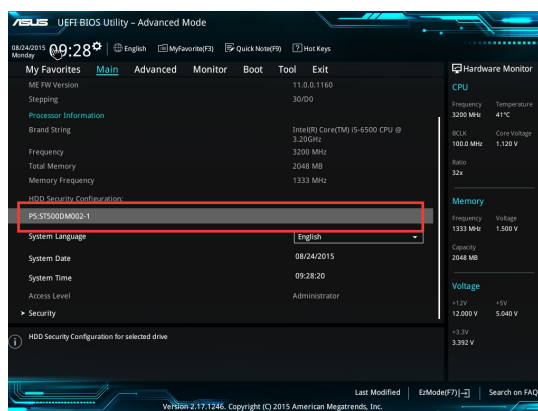 ASUS UEFI BIOS Utility – Advanced Mode
08/24/2015
Monday
09:28
English MyFavorite(F3) Quick Note(F9) ? Hot Keys
My Favorites Main Advanced Monitor Boot Tool Exit
ME FW Version 11.0.0.1160
Stepping 30/D0
Processor Information
Brand String Intel(R) Core(TM) i5-6500 CPU @
3.20GHz
Frequency 3200 MHz
Total Memory 2048 MB
Memory Frequency 1333 MHz
HDD Security Configuration:
P5:ST500DM002-1
System Language English
System Date 08/24/2015
System Time 09:28:20
Access Level Administrator
> Security
i HDD Security Configuration for selected drive
Hardware Monitor
CPU
Frequency Temperature
3200 MHz 41°C
BCLK Core Voltage
100.0 MHz 1.120 V
Ratio
32x
Memory
Frequency Voltage
1333 MHz 1.500 V
Capacity
2048 MB
Voltage
+12V +5V
12.000 V 5.040 V
+3.3V
3.392 V
Last Modified EzMode(F7) Search on FAQ
Version 2.17.1246. Copyright (C) 2015 American Megatrends, Inc.